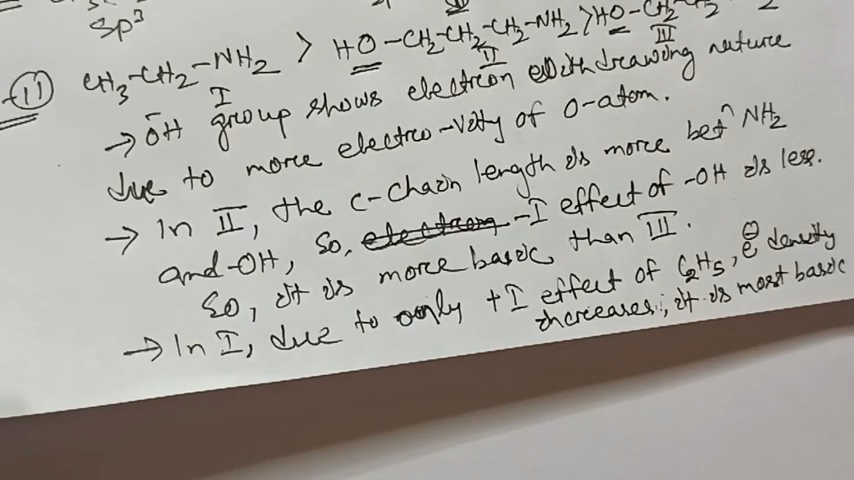 Sp³
11 CH₃-CH₂-NH₂ > HO-CH₂-CH₂-CH₂-NH₂ > HO-CH₂
I II III
→ OH group shows electron withdrawing nature
due to more electro-vety of O-atom.
→ In II, the C-chain length is more betⁿ NH₂
and -OH, So, -I effect of -OH is less.
So, it is more basic than III.
→ In I, due to only +I effect of C₂H₅, e⊖ density
increases, it is most basic